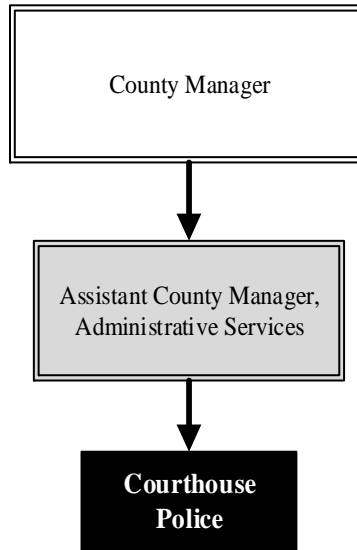 County Manager
Assistant County Manager,
Administrative Services
Courthouse
Police